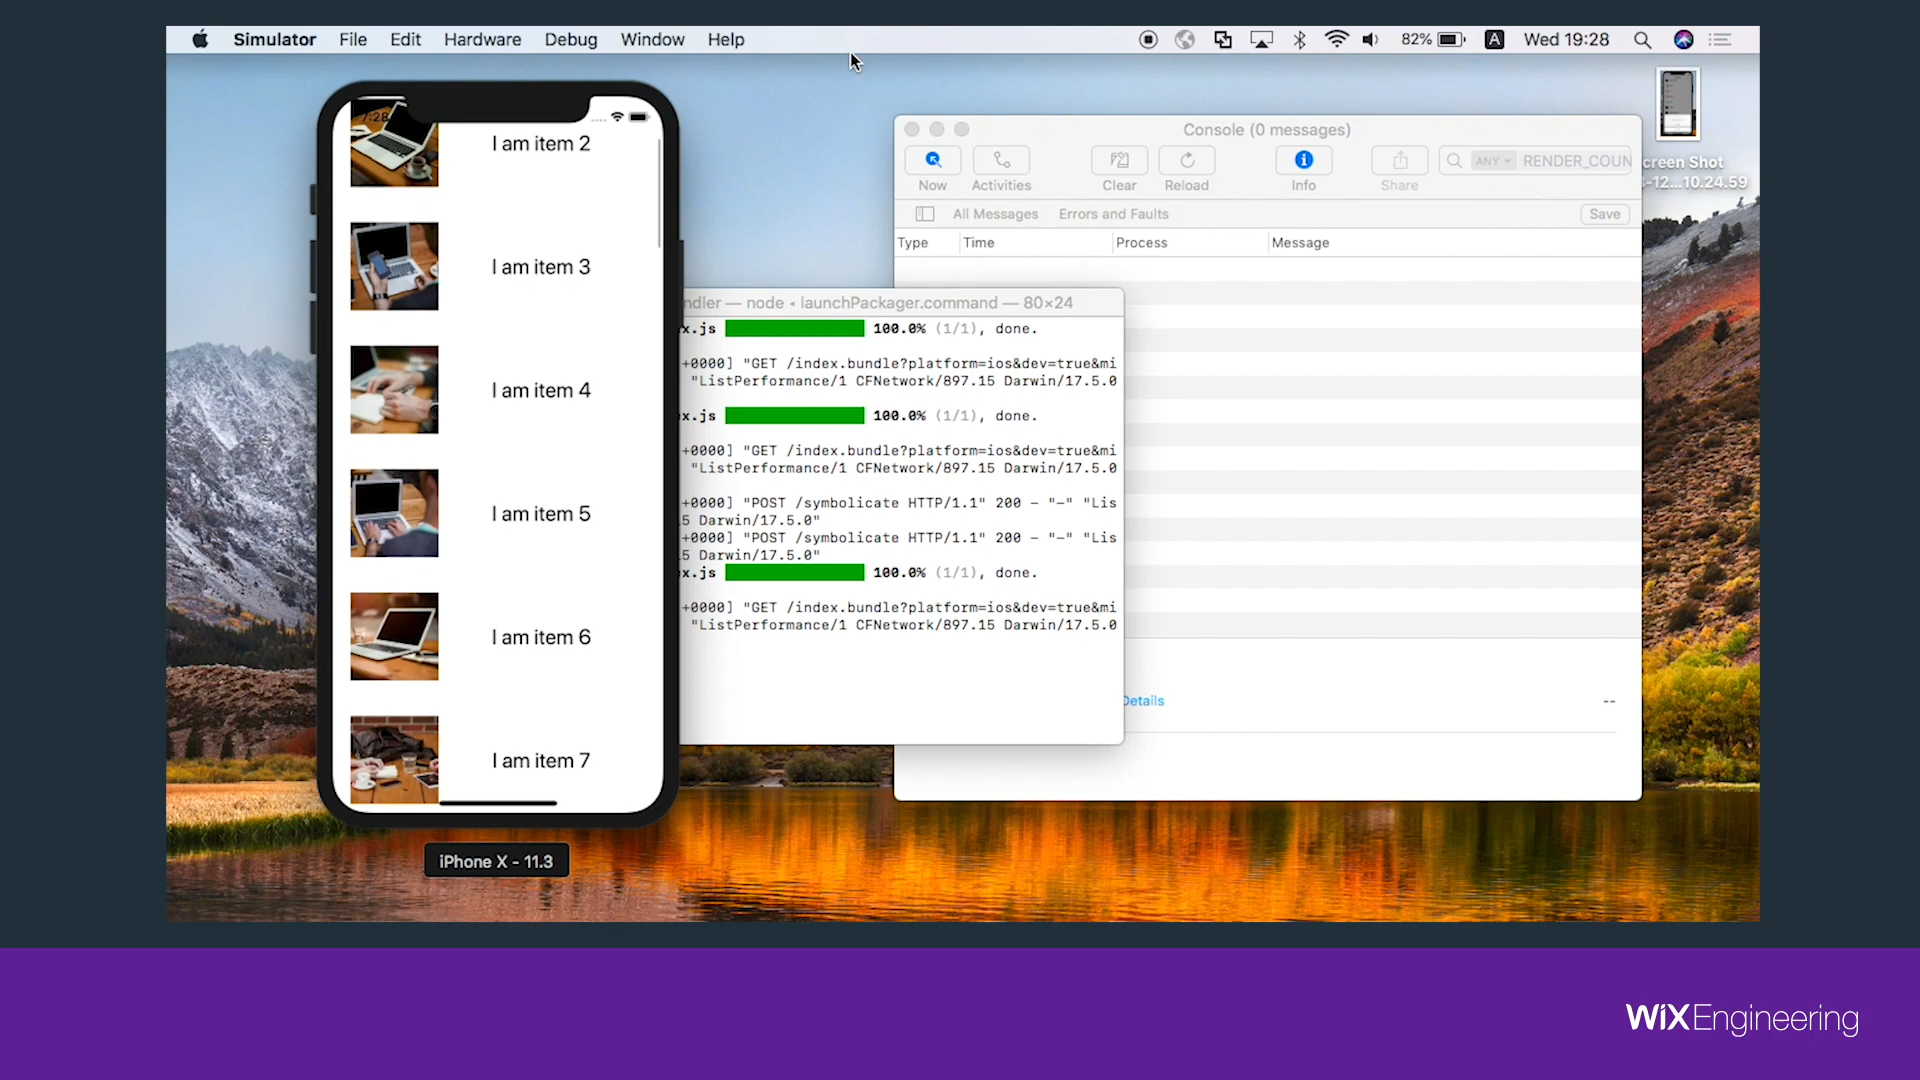 Simulator File Edit Hardware Debug Window Help
82% A Wed 19:28
7:28
I am item 2
I am item 3
I am item 4
I am item 5
I am item 6
I am item 7
iPhone X - 11.3
ndler — node • launchPackager.command — 80×24
x.js 100.0% (1/1), done.
+0000] "GET /index.bundle?platform=ios&dev=true&mi
"ListPerformance/1 CFNetwork/897.15 Darwin/17.5.0
x.js 100.0% (1/1), done.
+0000] "GET /index.bundle?platform=ios&dev=true&mi
"ListPerformance/1 CFNetwork/897.15 Darwin/17.5.0
+0000] "POST /symbolicate HTTP/1.1" 200 - "-" "Lis
5 Darwin/17.5.0"
+0000] "POST /symbolicate HTTP/1.1" 200 - "-" "Lis
5 Darwin/17.5.0"
x.js 100.0% (1/1), done.
+0000] "GET /index.bundle?platform=ios&dev=true&mi
"ListPerformance/1 CFNetwork/897.15 Darwin/17.5.0
Console (0 messages)
ANY RENDER_COUN
Now Activities Clear Reload Info Share
All Messages Errors and Faults Save
Type Time Process Message
Details --
creen Shot
-12...10.24.59
WiX Engineering